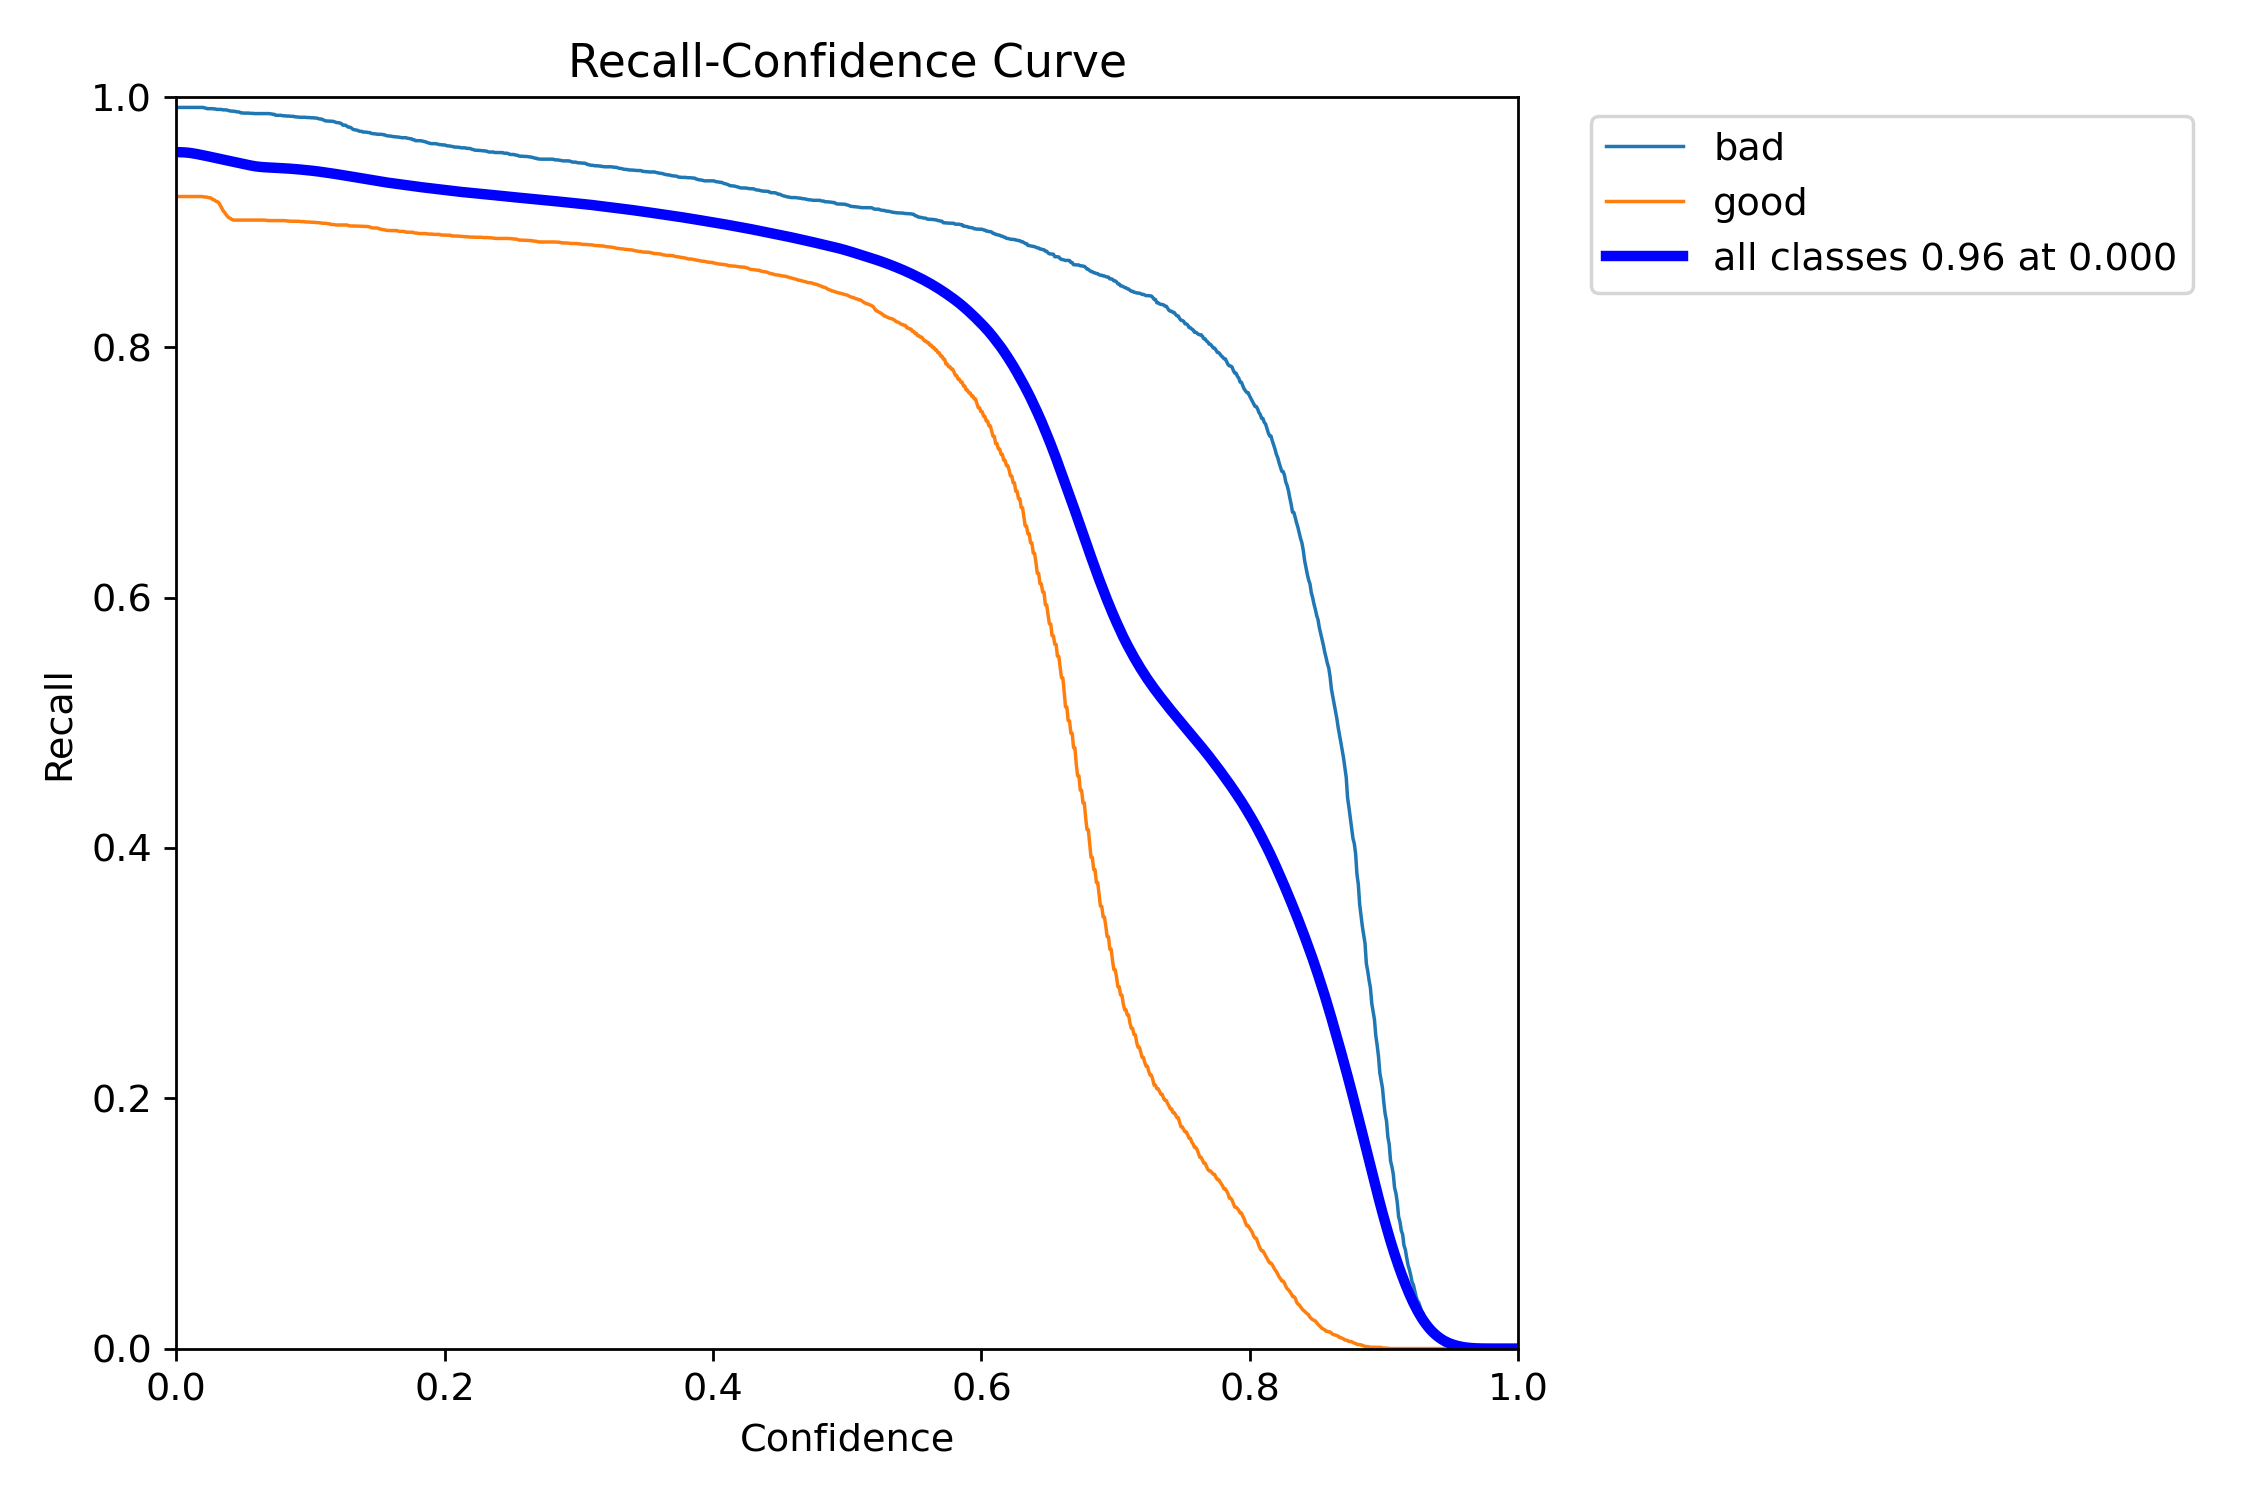 Recall-Confidence Curve
1.0
0.8
0.6
0.4
0.2
0.0
Recall
0.0 0.2 0.4 0.6 0.8 1.0
Confidence
bad
good
all classes 0.96 at 0.000